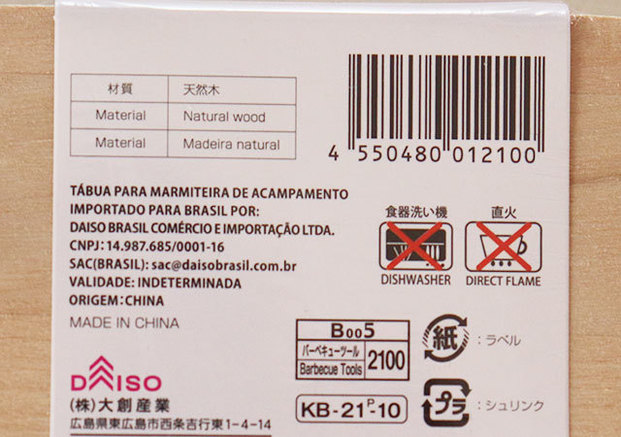 材質 天然木
Material Natural wood
Material Madeira natural
4 550480 012100
TÁBUA PARA MARMITEIRA DE ACAMPAMENTO
IMPORTADO PARA BRASIL POR:
DAISO BRASIL COMÉRCIO E IMPORTAÇÃO LTDA.
CNPJ: 14.987.685/0001-16
SAC(BRASIL): sac@daisobrasil.com.br
VALIDADE: INDETERMINADA
ORIGEM: CHINA
MADE IN CHINA
食器洗い機
DISHWASHER
直火
DIRECT FLAME
B005
バーベキューツール
Barbecue Tools
2100
KB-21-P-10
紙 :ラベル
プラ :シュリンク
DAISO
(株)大創産業
広島県東広島市西条吉行東1-4-14